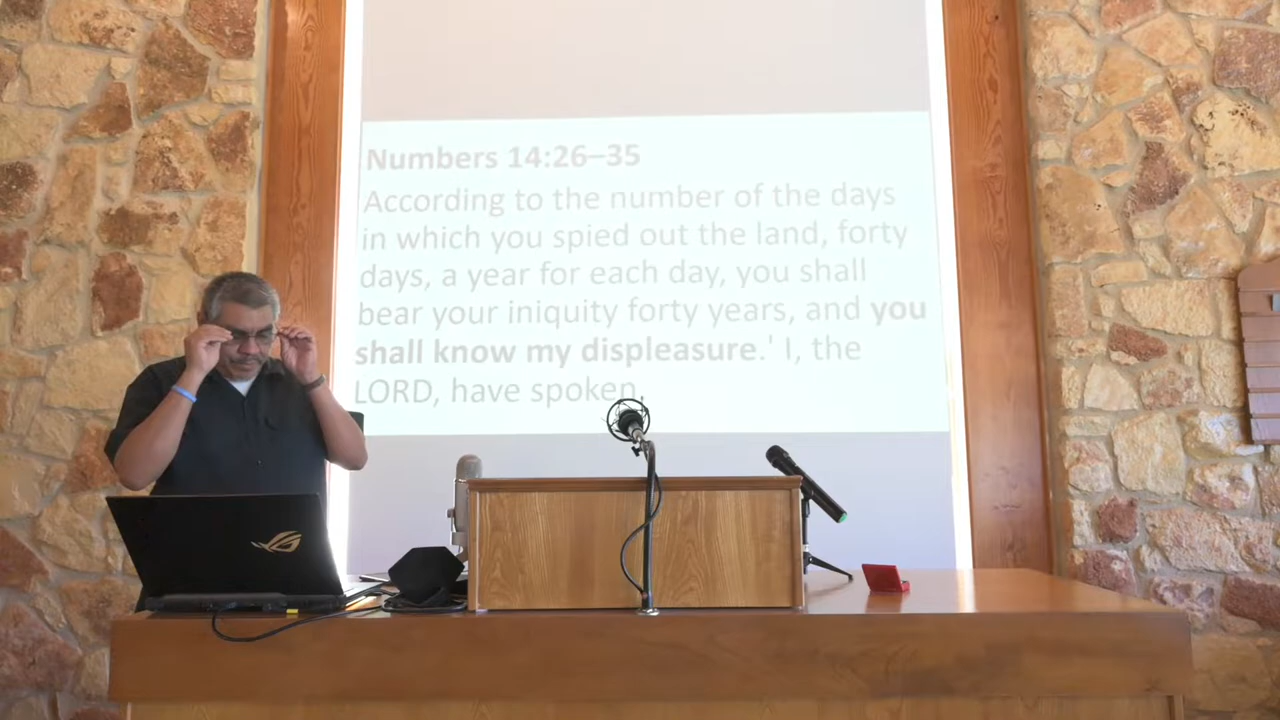 Numbers 14:26–35
According to the number of the days
in which you spied out the land, forty
days, a year for each day, you shall
bear your iniquity forty years, and you
shall know my displeasure.' I, the
LORD, have spoken.